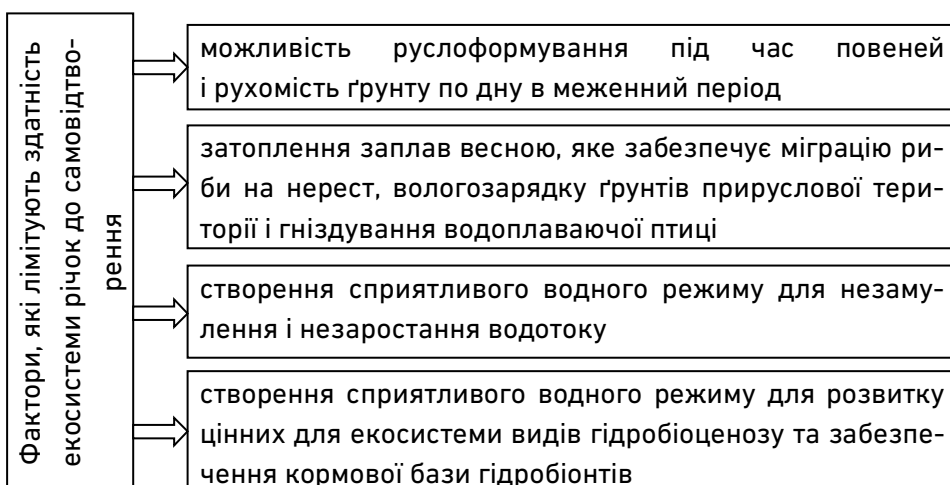 Фактори, які лімітують здатність
екосистеми річок до самовідтво-
рення
можливість руслоформування під час повеней
і рухомість ґрунту по дну в меженний період
затоплення заплав весною, яке забезпечує міграцію ри-
би на нерест, вологозарядку ґрунтів прируслової тери-
торії і гніздування водоплаваючої птиці
створення сприятливого водного режиму для незаму-
лення і незаростання водотоку
створення сприятливого водного режиму для розвитку
цінних для екосистеми видів гідробіоценозу та забезпе-
чення кормової бази гідробіонтів